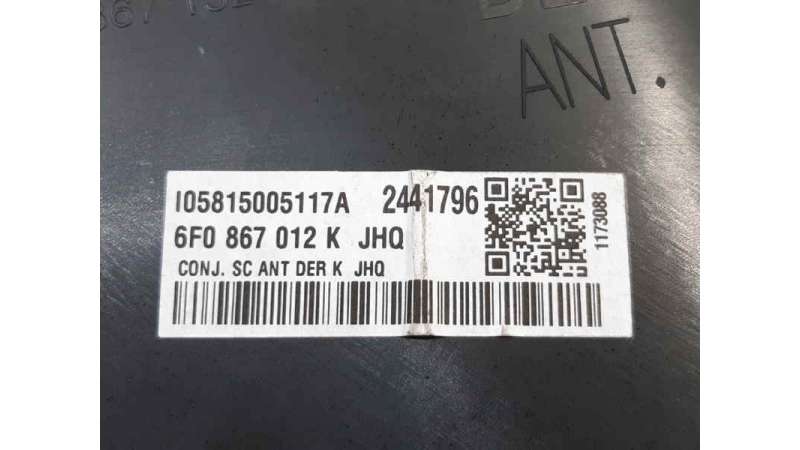 ANT.
I05815005117A 2441796
6F0 867 012 K JHQ
CONJ. SC ANT DER K JHQ
1173088